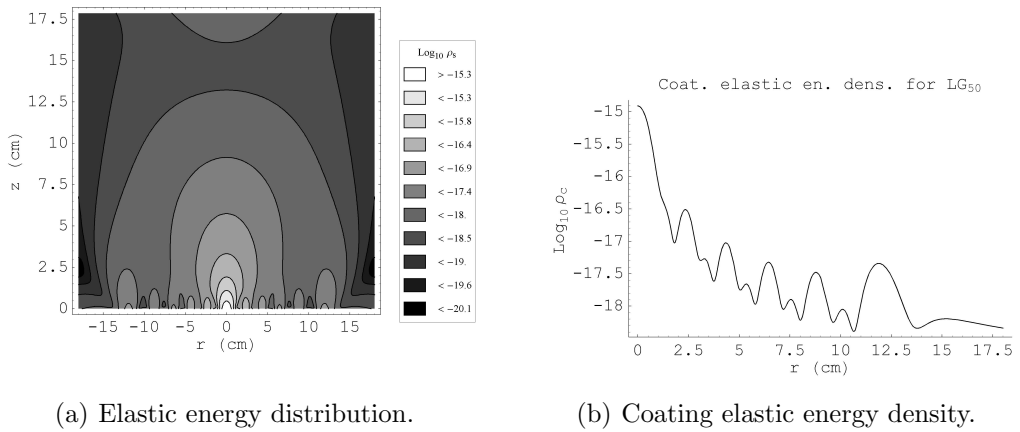 17.5
15
12.5
10
7.5
5
2.5
0
z (cm)
-15 -10 -5 0 5 10 15
r (cm)
Log₁₀ ρₛ
> -15.3
< -15.3
< -15.8
< -16.4
< -16.9
< -17.4
< -18.
< -18.5
< -19.
< -19.6
< -20.1
(a) Elastic energy distribution.
Coat. elastic en. dens. for LG₅₀
-15
-16
-16.5
-17
-17.5
-18
Log₁₀ ρ_c
0 2.5 5 7.5 10 12.5 15 17.5
r (cm)
(b) Coating elastic energy density.